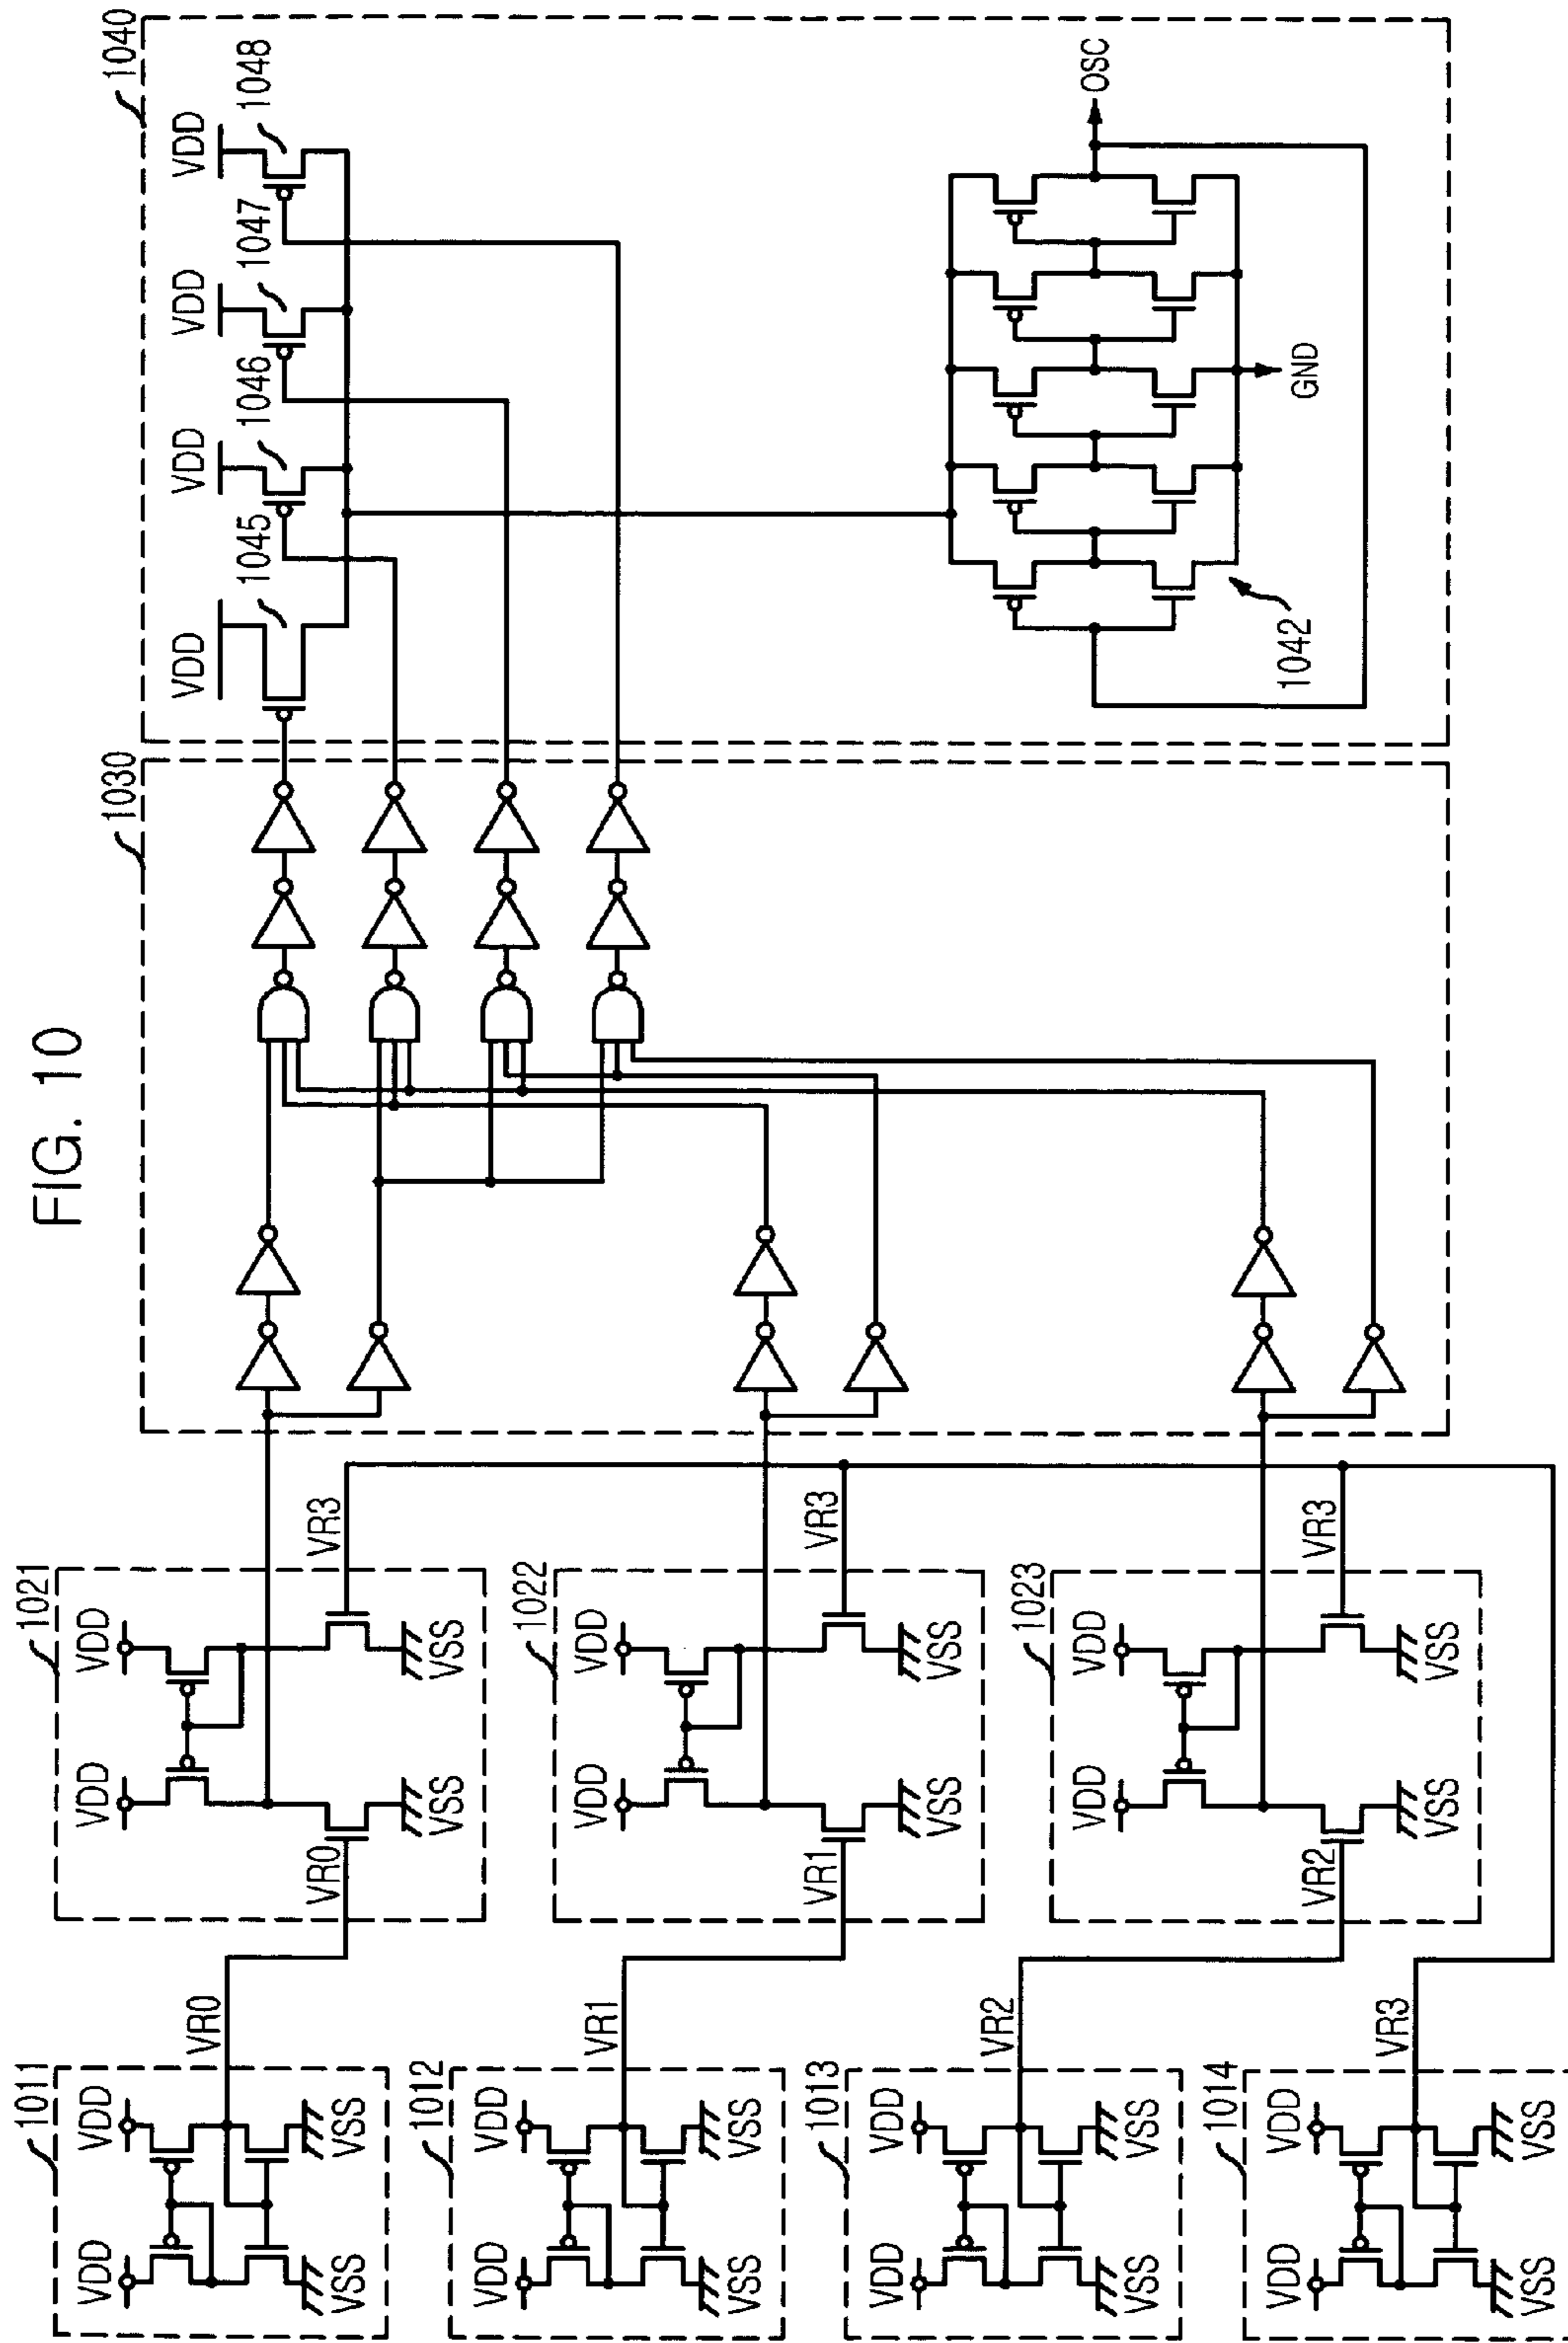 FIG. 10
1011
VDD
VDD
VSS
VSS
VR0
1012
VDD
VDD
VSS
VSS
VR1
1013
VDD
VDD
VSS
VSS
VR2
1014
VDD
VDD
VSS
VSS
VR3
1021
VDD
VDD
VR0
VSS
VSS
VR3
1022
VDD
VDD
VR1
VSS
VSS
VR3
1023
VDD
VDD
VR2
VSS
VSS
VR3
1030
1040
VDD
1045
VDD
1046
VDD
1047
VDD
1048
1042
GND
OSC